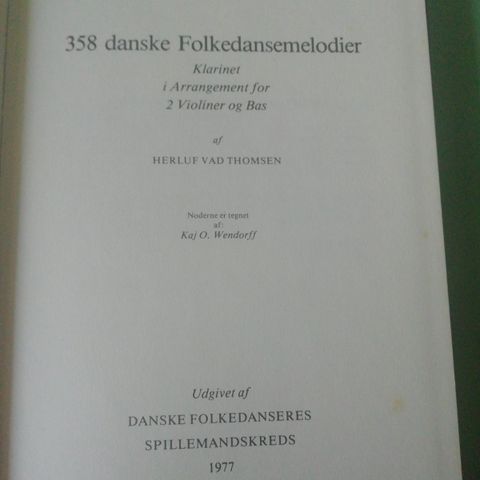 358 danske Folkedansemelodier
Klarinet
i Arrangement for
2 Violiner og Bas
af
HERLUF VAD THOMSEN
Noderne er tegnet
af:
Kaj O. Wendorff
Udgivet af
DANSKE FOLKEDANSERES
SPILLEMANDSKREDS
1977